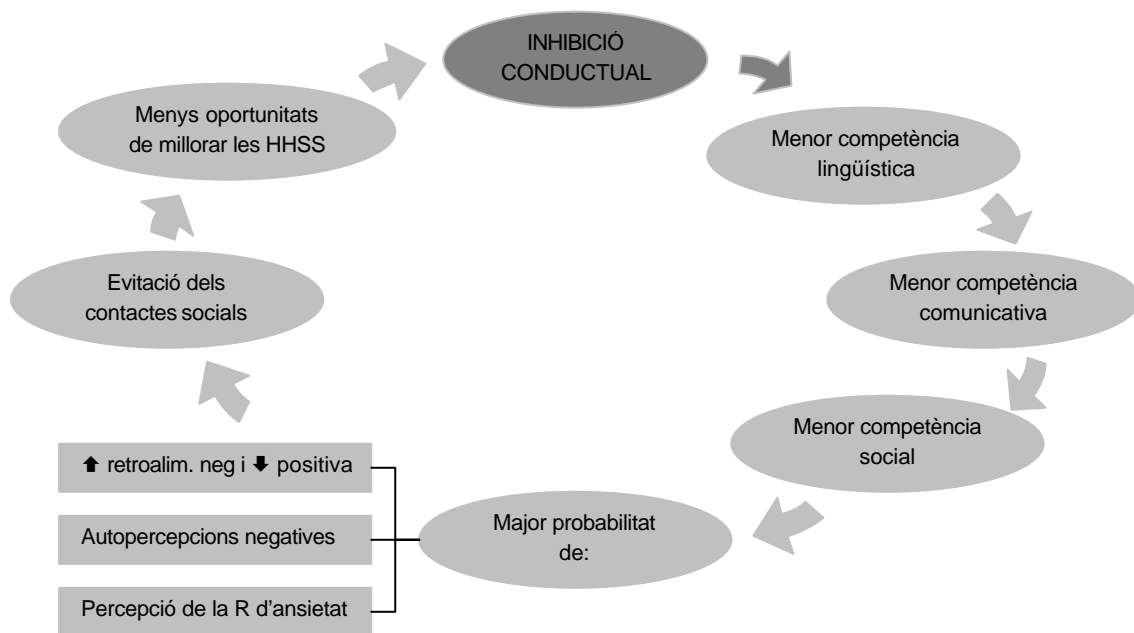 INHIBICIÓ
CONDUCTUAL
Menor competència
lingüística
Menor competència
comunicativa
Menor competència
social
Major probabilitat
de:
🡅 retroalim. neg i 🡇 positiva
Autopercepcions negatives
Percepció de la R d'ansietat
Evitació dels
contactes socials
Menys oportunitats
de millorar les HHSS